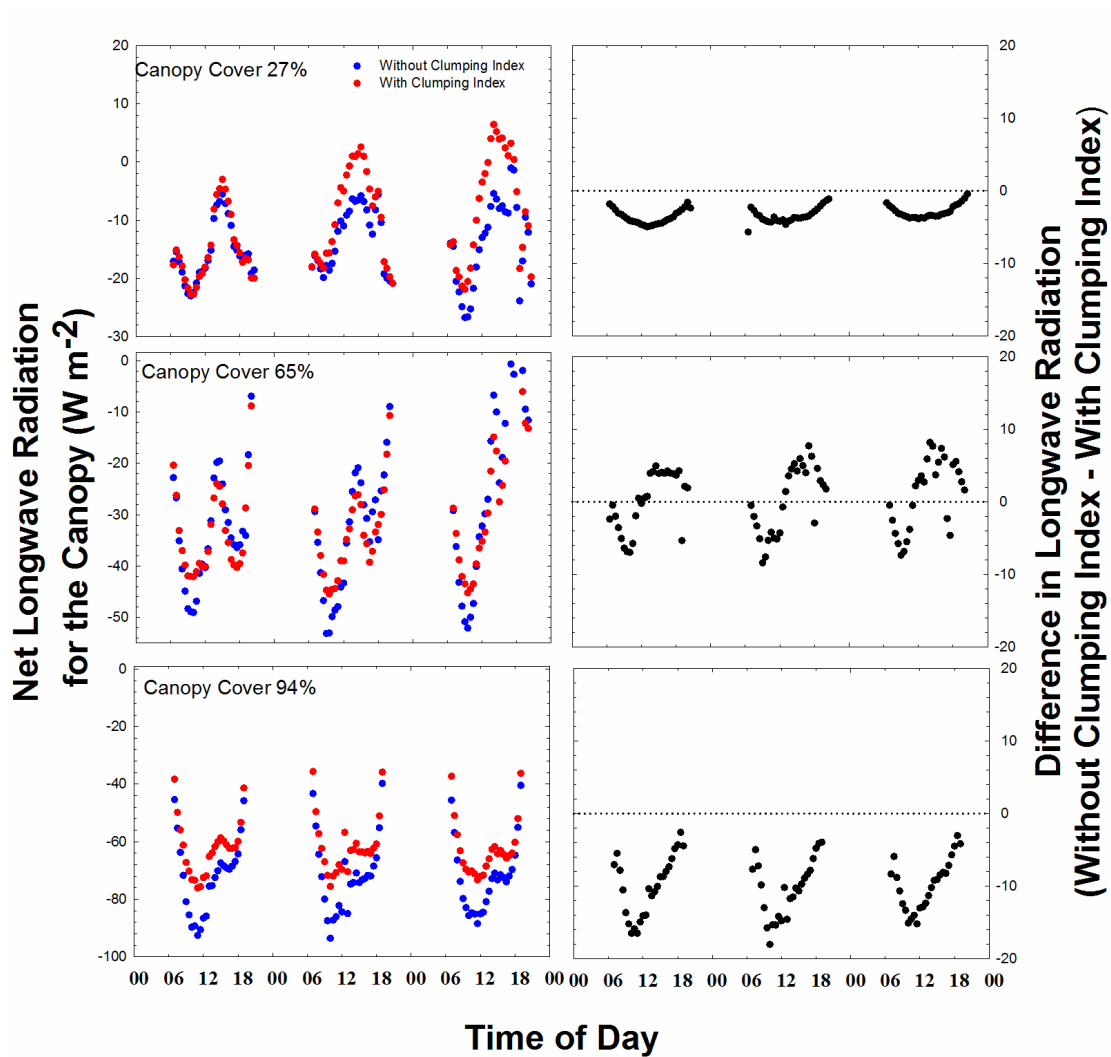 Net Longwave Radiation
for the Canopy (W m-2)
20
10
0
-10
-20
-30
Canopy Cover 27%
Without Clumping Index
With Clumping Index
20
10
0
-10
-20
0
-10
-20
-30
-40
-50
Canopy Cover 65%
20
10
0
-10
-20
0
-20
-40
-60
-80
-100
Canopy Cover 94%
20
10
0
-10
-20
00 06 12 18 00 06 12 18 00 06 12 18 00
00 06 12 18 00 06 12 18 00 06 12 18 00
Time of Day
Difference in Longwave Radiation
(Without Clumping Index - With Clumping Index)